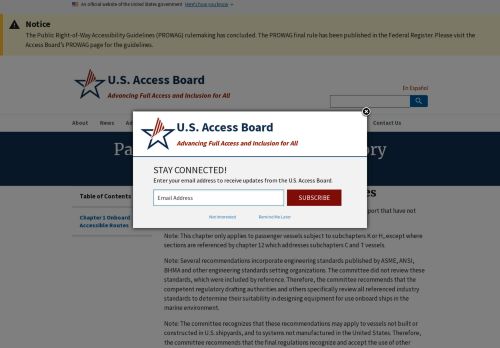 An official website of the United States government Here's how you know
Notice
The Public Right-of-Way Accessibility Guidelines (PROWAG) rulemaking has concluded. The PROWAG final rule has been published in the Federal Register. Please visit the
Access Board's PROWAG page for the guidelines.
U.S. Access Board
Advancing Full Access and Inclusion for All
En Español
About News Contact Us
U.S. Access Board
Advancing Full Access and Inclusion for All
STAY CONNECTED!
Enter your email address to receive updates from the U.S. Access Board.
Email Address SUBSCRIBE
Not Interested Remind Me Later
Table of Contents
Chapter 1 Onboard
Accessible Routes
port that have not
Note: This chapter only applies to passenger vessels subject to subchapters K or H, except where
sections are referenced by chapter 12 which addresses subchapters C and T vessels.
Note: Several recommendations incorporate engineering standards published by ASME, ANSI,
BHMA and other engineering standards setting organizations. The committee did not review these
standards, which were included by reference. Therefore, the committee recommends that the
competent regulatory drafting authorities and others specifically review all referenced industry
standards to determine their suitability in designing equipment for use onboard ships in the
marine environment.
Note: The committee recognizes that these recommendations may apply to vessels not built or
constructed in U.S. shipyards, and to systems not manufactured in the United States. Therefore,
the committee recommends that the final regulations recognize and accept the use of other